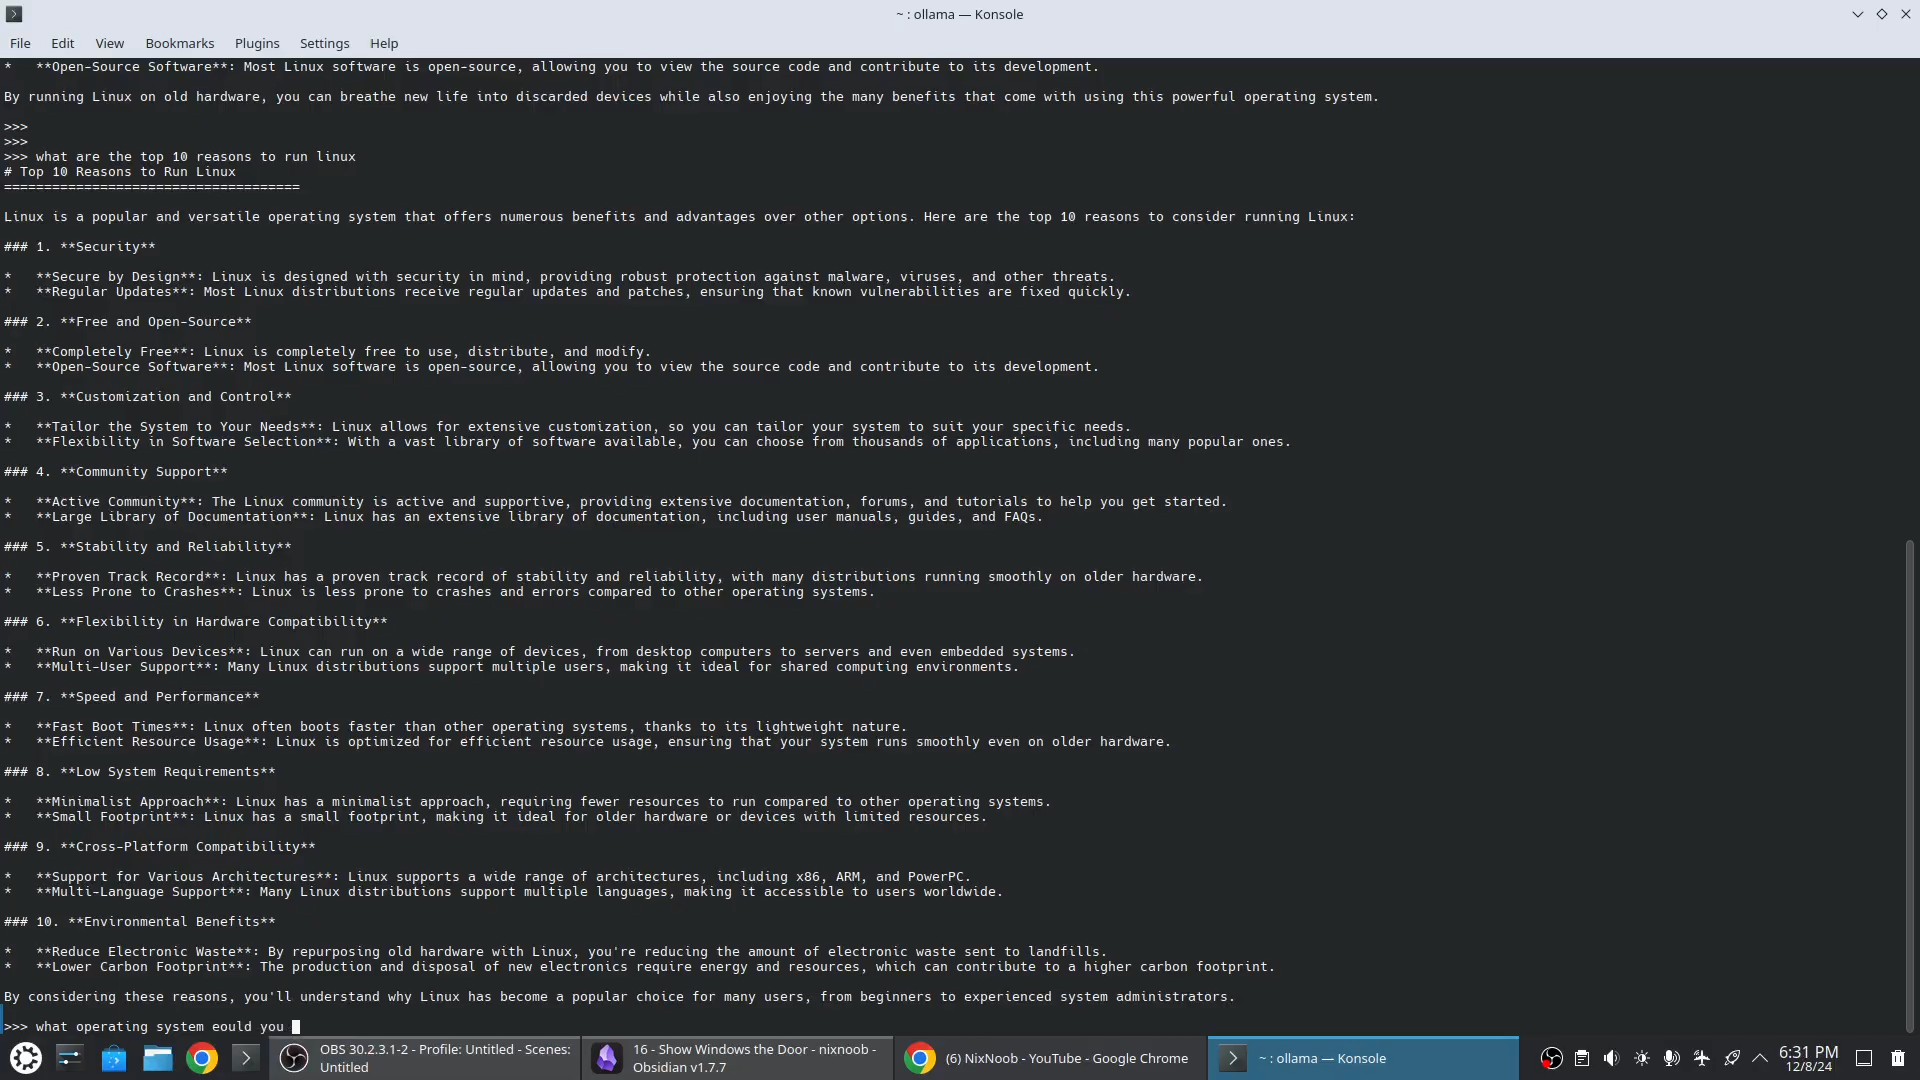 ~ : ollama — Konsole
File Edit View Bookmarks Plugins Settings Help
*   **Open-Source Software**: Most Linux software is open-source, allowing you to view the source code and contribute to its development.
By running Linux on old hardware, you can breathe new life into discarded devices while also enjoying the many benefits that come with using this powerful operating system.
>>>
>>>
>>> what are the top 10 reasons to run linux
# Top 10 Reasons to Run Linux
=====================================
Linux is a popular and versatile operating system that offers numerous benefits and advantages over other options. Here are the top 10 reasons to consider running Linux:
### 1. **Security**
*   **Secure by Design**: Linux is designed with security in mind, providing robust protection against malware, viruses, and other threats.
*   **Regular Updates**: Most Linux distributions receive regular updates and patches, ensuring that known vulnerabilities are fixed quickly.
### 2. **Free and Open-Source**
*   **Completely Free**: Linux is completely free to use, distribute, and modify.
*   **Open-Source Software**: Most Linux software is open-source, allowing you to view the source code and contribute to its development.
### 3. **Customization and Control**
*   **Tailor the System to Your Needs**: Linux allows for extensive customization, so you can tailor your system to suit your specific needs.
*   **Flexibility in Software Selection**: With a vast library of software available, you can choose from thousands of applications, including many popular ones.
### 4. **Community Support**
*   **Active Community**: The Linux community is active and supportive, providing extensive documentation, forums, and tutorials to help you get started.
*   **Large Library of Documentation**: Linux has an extensive library of documentation, including user manuals, guides, and FAQs.
### 5. **Stability and Reliability**
*   **Proven Track Record**: Linux has a proven track record of stability and reliability, with many distributions running smoothly on older hardware.
*   **Less Prone to Crashes**: Linux is less prone to crashes and errors compared to other operating systems.
### 6. **Flexibility in Hardware Compatibility**
*   **Run on Various Devices**: Linux can run on a wide range of devices, from desktop computers to servers and even embedded systems.
*   **Multi-User Support**: Many Linux distributions support multiple users, making it ideal for shared computing environments.
### 7. **Speed and Performance**
*   **Fast Boot Times**: Linux often boots faster than other operating systems, thanks to its lightweight nature.
*   **Efficient Resource Usage**: Linux is optimized for efficient resource usage, ensuring that your system runs smoothly even on older hardware.
### 8. **Low System Requirements**
*   **Minimalist Approach**: Linux has a minimalist approach, requiring fewer resources to run compared to other operating systems.
*   **Small Footprint**: Linux has a small footprint, making it ideal for older hardware or devices with limited resources.
### 9. **Cross-Platform Compatibility**
*   **Support for Various Architectures**: Linux supports a wide range of architectures, including x86, ARM, and PowerPC.
*   **Multi-Language Support**: Many Linux distributions support multiple languages, making it accessible to users worldwide.
### 10. **Environmental Benefits**
*   **Reduce Electronic Waste**: By repurposing old hardware with Linux, you're reducing the amount of electronic waste sent to landfills.
*   **Lower Carbon Footprint**: The production and disposal of new electronics require energy and resources, which can contribute to a higher carbon footprint.
By considering these reasons, you'll understand why Linux has become a popular choice for many users, from beginners to experienced system administrators.
>>> what operating system eould you
OBS 30.2.3.1-2 - Profile: Untitled - Scenes:
Untitled
16 - Show Windows the Door - nixnoob -
Obsidian v1.7.7
(6) NixNoob - YouTube - Google Chrome
~ : ollama — Konsole
6:31 PM
12/8/24